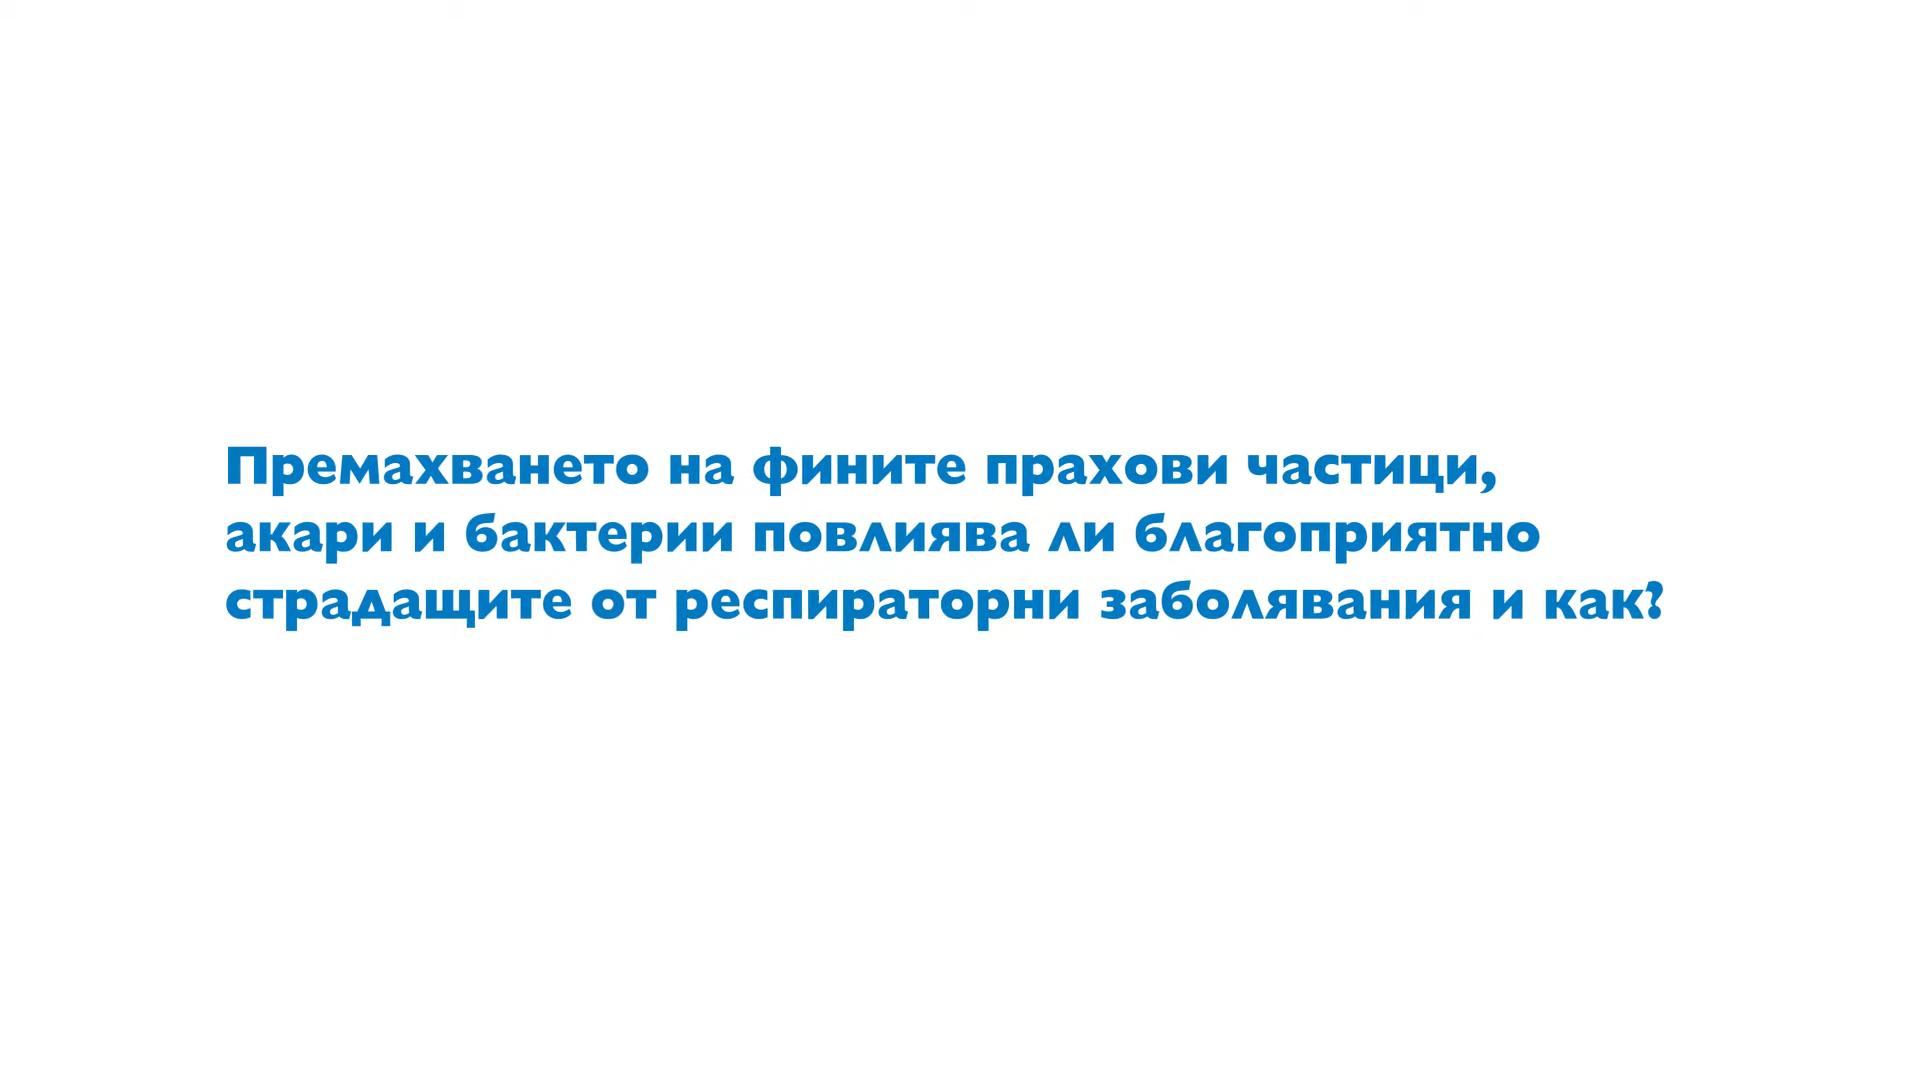 Премахването на фините прахови частици,
акари и бактерии повлиява ли благоприятно
страдащите от респираторни заболявания и как?